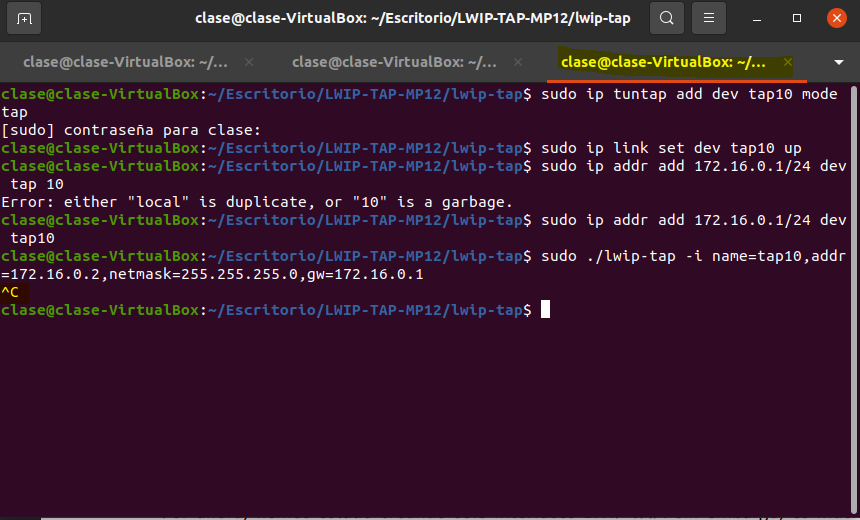 clase@clase-VirtualBox: ~/Escritorio/LWIP-TAP-MP12/lwip-tap
clase@clase-VirtualBox: ~/... × clase@clase-VirtualBox: ~/... × clase@clase-VirtualBox: ~/... ×
clase@clase-VirtualBox:~/Escritorio/LWIP-TAP-MP12/lwip-tap$ sudo ip tuntap add dev tap10 mode
tap
[sudo] contraseña para clase:
clase@clase-VirtualBox:~/Escritorio/LWIP-TAP-MP12/lwip-tap$ sudo ip link set dev tap10 up
clase@clase-VirtualBox:~/Escritorio/LWIP-TAP-MP12/lwip-tap$ sudo ip addr add 172.16.0.1/24 dev
 tap 10
Error: either "local" is duplicate, or "10" is a garbage.
clase@clase-VirtualBox:~/Escritorio/LWIP-TAP-MP12/lwip-tap$ sudo ip addr add 172.16.0.1/24 dev
 tap10
clase@clase-VirtualBox:~/Escritorio/LWIP-TAP-MP12/lwip-tap$ sudo ./lwip-tap -i name=tap10,addr
=172.16.0.2,netmask=255.255.255.0,gw=172.16.0.1
^C
clase@clase-VirtualBox:~/Escritorio/LWIP-TAP-MP12/lwip-tap$